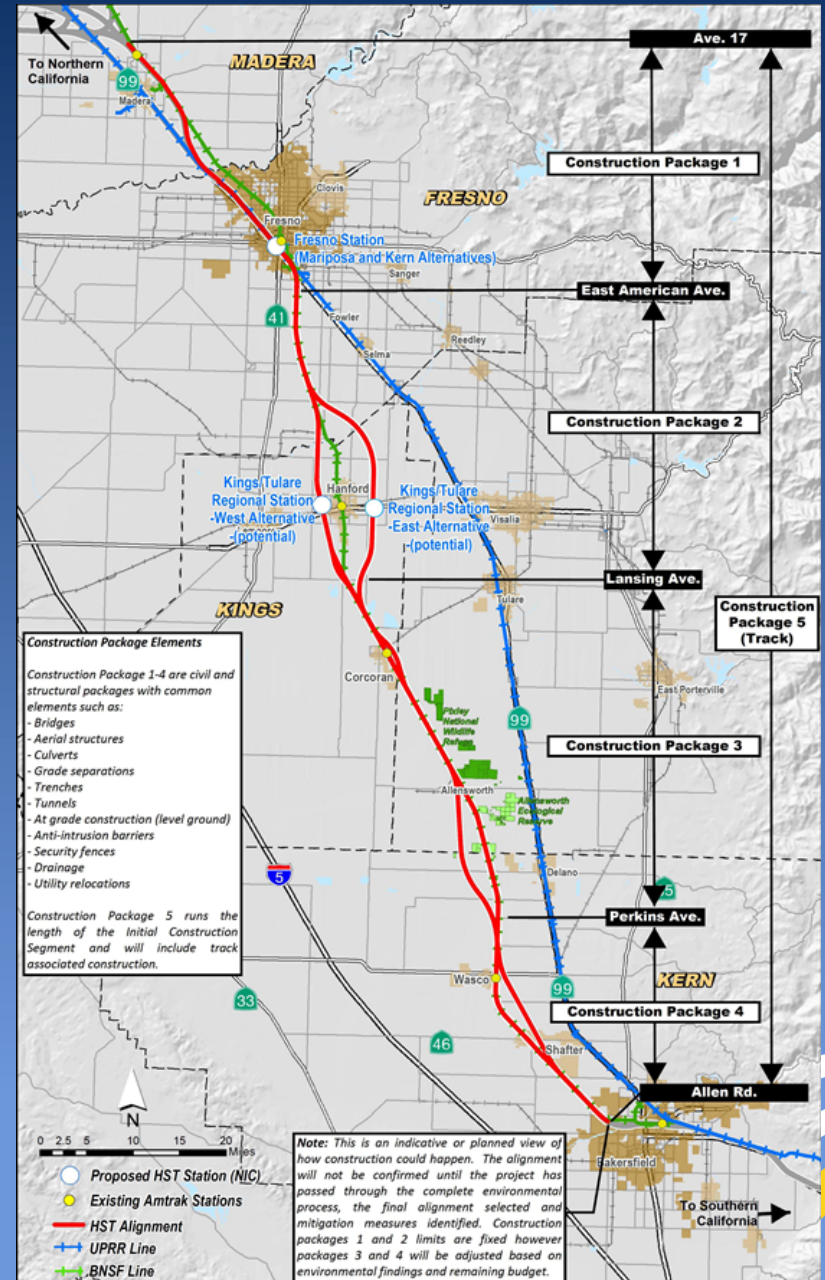 Ave. 17
To Northern
California
MADERA
99
Madera
Construction Package 1
Clovis
FRESNO
Fresno
Fresno Station
(Mariposa and Kern Alternatives)
Sanger
East American Ave.
41
Fowler
Reedley
Selma
Construction Package 2
Kings/Tulare
Regional Station
-West Alternative
-(potential)
Hanford
Kings/Tulare
Regional Station
-East Alternative
-(potential)
Visalia
Lansing Ave.
KINGS
Tulare
Construction
Package 5
(Track)
Construction Package Elements
Construction Package 1-4 are civil and
structural packages with common
elements such as:
- Bridges
- Aerial structures
- Culverts
- Grade separations
- Trenches
- Tunnels
- At grade construction (level ground)
- Anti-intrusion barriers
- Security fences
- Drainage
- Utility relocations
Construction Package 5 runs the
length of the Initial Construction
Segment and will include track
associated construction.
Corcoran
East Porterville
Pixley
National
Wildlife
Refuge
99
Construction Package 3
Allensworth
Allensworth
Ecological
Reserve
5
Delano
Perkins Ave.
Wasco
99
KERN
33
Construction Package 4
46
Shafter
Allen Rd.
N
0 2.5 5 10 15 20
Miles
Bakersfield
To Southern
California
Proposed HST Station (NIC)
Existing Amtrak Stations
HST Alignment
UPRR Line
BNSF Line
Note: This is an indicative or planned view of
how construction could happen. The alignment
will not be confirmed until the project has
passed through the complete environmental
process, the final alignment selected and
mitigation measures identified. Construction
packages 1 and 2 limits are fixed however
packages 3 and 4 will be adjusted based on
environmental findings and remaining budget.